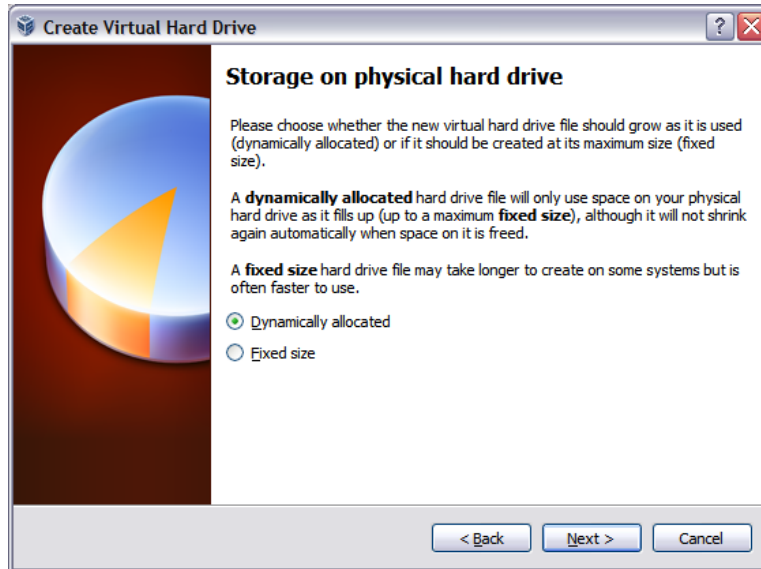 Create Virtual Hard Drive
?
Storage on physical hard drive
Please choose whether the new virtual hard drive file should grow as it is used
(dynamically allocated) or if it should be created at its maximum size (fixed
size).
A dynamically allocated hard drive file will only use space on your physical
hard drive as it fills up (up to a maximum fixed size), although it will not shrink
again automatically when space on it is freed.
A fixed size hard drive file may take longer to create on some systems but is
often faster to use.
Dynamically allocated
Fixed size
< Back Next > Cancel